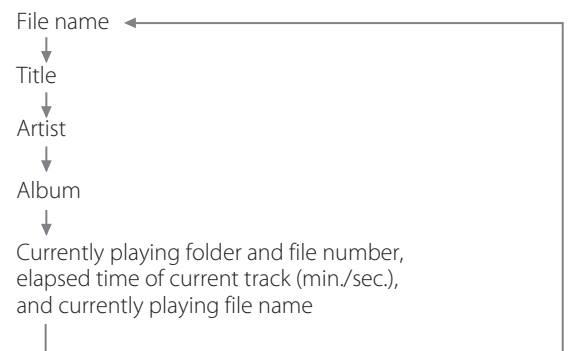 File name
Title
Artist
Album
Currently playing folder and file number,
elapsed time of current track (min./sec.),
and currently playing file name